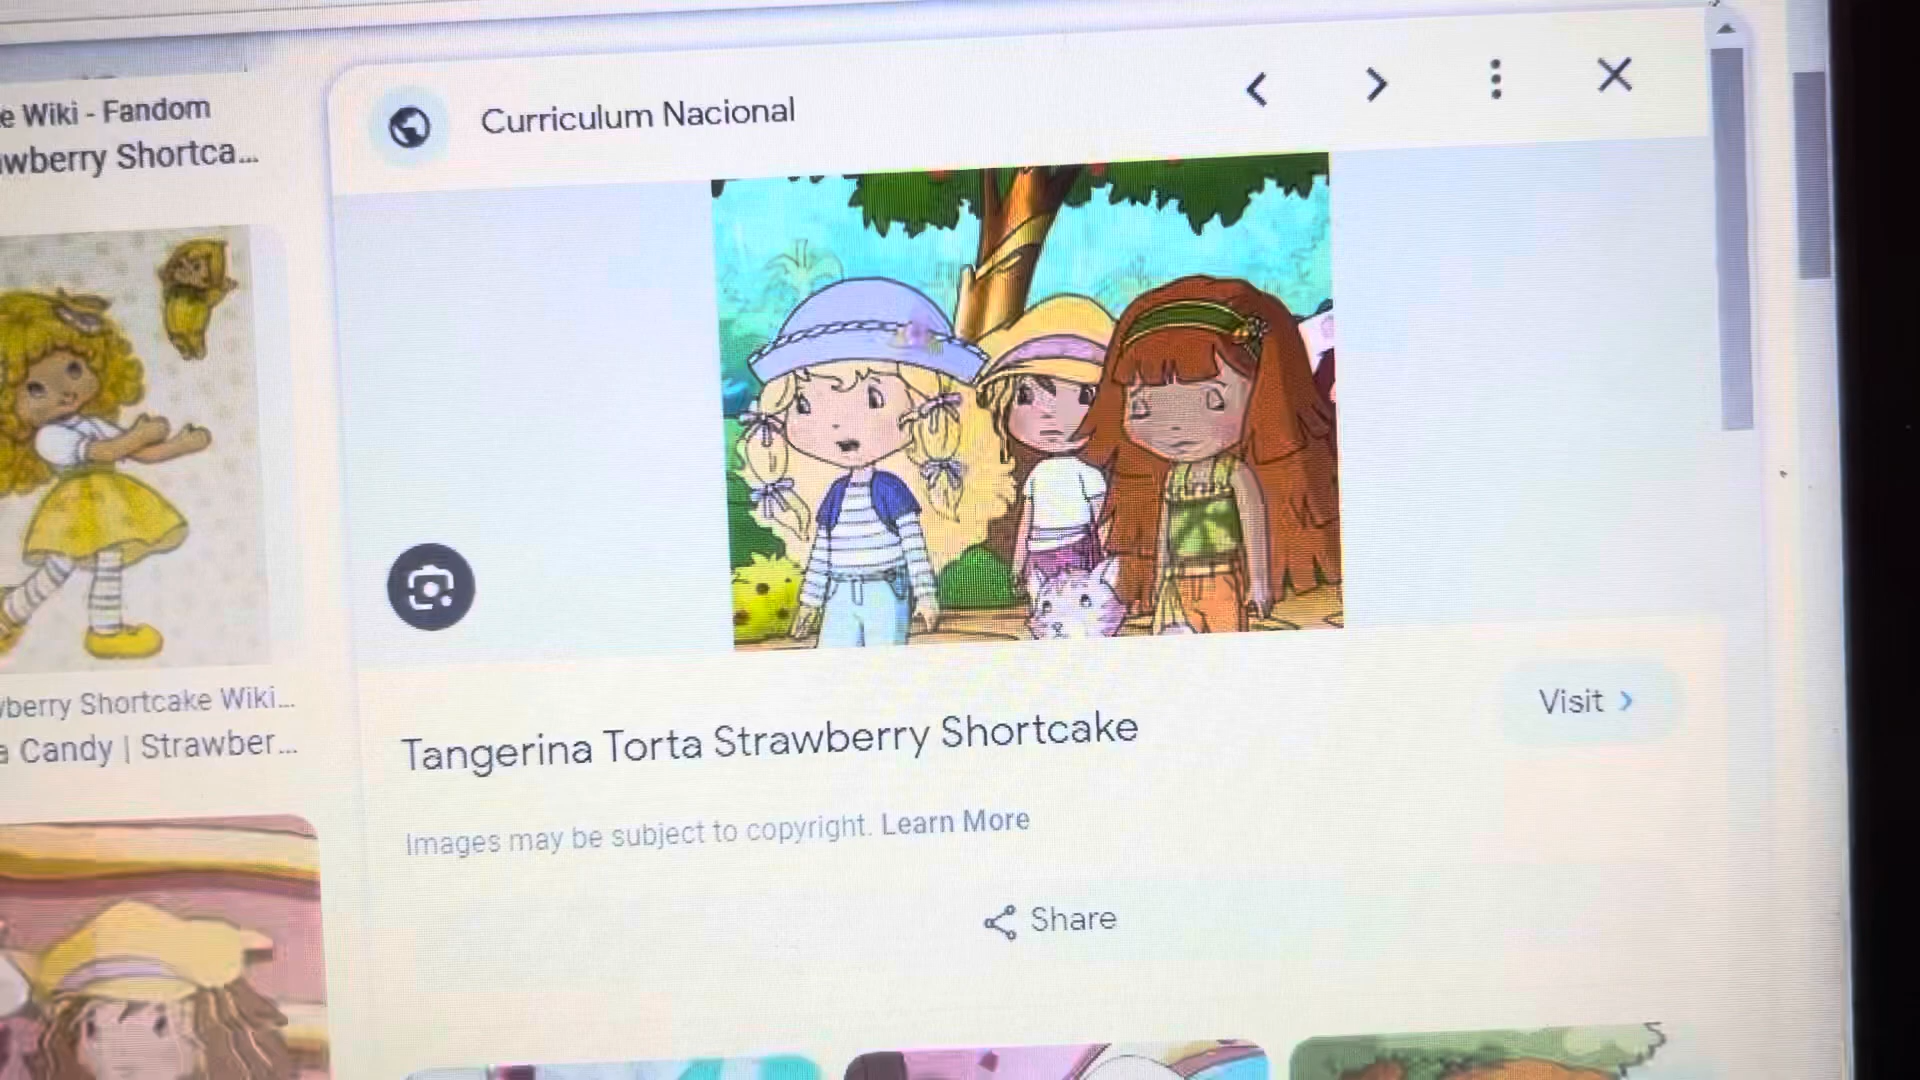 e Wiki - Fandom
wberry Shortca...
Curriculum Nacional
berry Shortcake Wiki...
a Candy | Strawber...
Tangerina Torta Strawberry Shortcake
Visit
Images may be subject to copyright. Learn More
Share